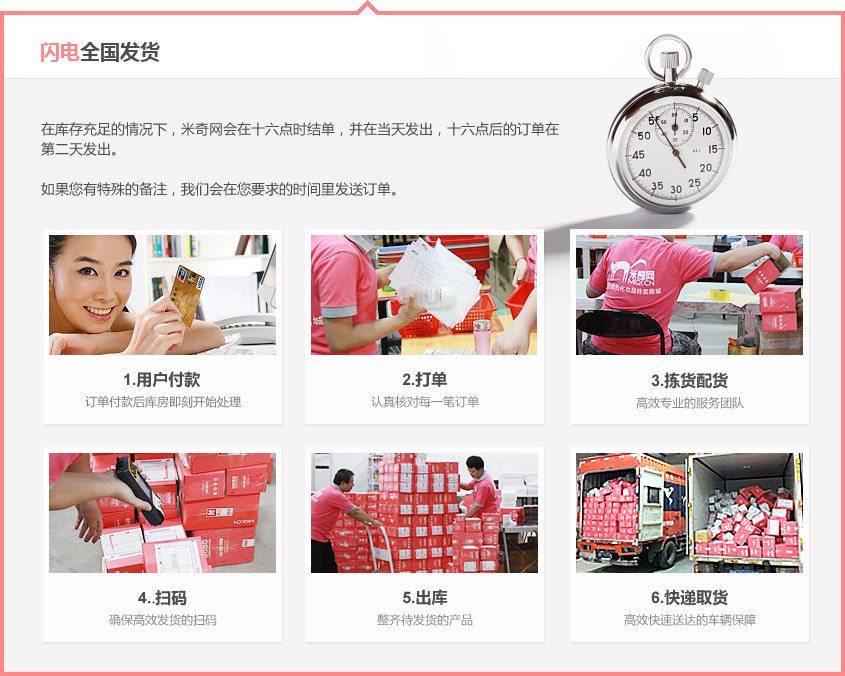 闪电全国发货
在库存充足的情况下，米奇网会在十六点时结单，并在当天发出，十六点后的订单在
第二天发出。
如果您有特殊的备注，我们会在您要求的时间里发送订单。
55 5
50 10
45 15
40 20
35 30 25
米奇网
MIQI.CN
1.用户付款
订单付款后库房即刻开始处理
2.打单
认真核对每一笔订单
3.拣货配货
高效专业的服务团队
MIQI.CN
4..扫码
确保高效发货的扫码
5.出库
整齐待发货的产品
6.快递取货
高效快速送达的车辆保障